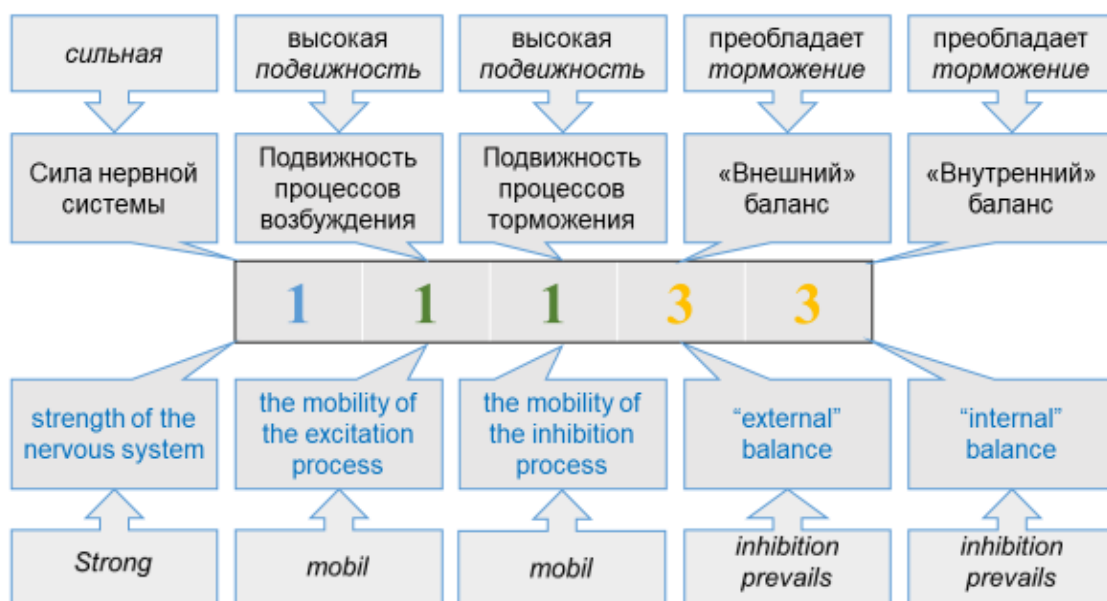 сильная
высокая
подвижность
высокая
подвижность
преобладает
торможение
преобладает
торможение
Сила нервной
системы
Подвижность
процессов
возбуждения
Подвижность
процессов
торможения
«Внешний»
баланс
«Внутренний»
баланс
1 1 1 3 3
strength of the
nervous system
the mobility of
the excitation
process
the mobility of
the inhibition
process
“external”
balance
“internal”
balance
Strong
mobil
mobil
inhibition
prevails
inhibition
prevails